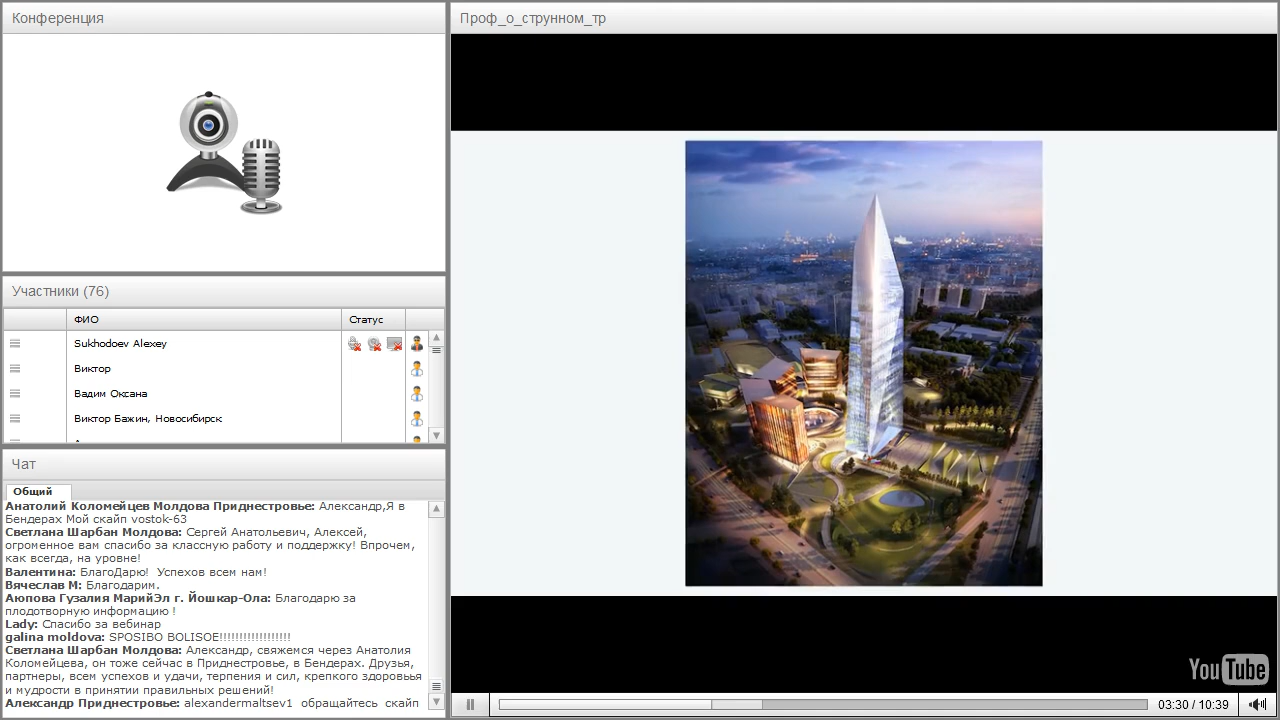 Конференция
Проф_о_струнном_тр
Участники (76)
ФИО
Статус
Sukhodoev Alexey
Виктор
Вадим Оксана
Виктор Бажин, Новосибирск
Чат
Общий
Анатолий Коломейцев Молдова Приднестровье: Александр,Я в
Бендерах Мой скайп vostok-63
Светлана Шарбан Молдова: Сергей Анатольевич, Алексей,
огроменное вам спасибо за классную работу и поддержку! Впрочем,
как всегда, на уровне!
Валентина: БлагоДарю! Успехов всем нам!
Вячеслав М: Благодарим.
Аюпова Гузалия МарийЭл г. Йошкар-Ола: Благодарю за
плодотворную информацию !
Lady: Спасибо за вебинар
galina moldova: SPOSIBO BOLISOE!!!!!!!!!!!!!!!!!!
Светлана Шарбан Молдова: Александр, свяжемся через Анатолия
Коломейцева, он тоже сейчас в Приднестровье, в Бендерах. Друзья,
партнеры, всем успехов и удачи, терпения и сил, крепкого здоровья
и мудрости в принятии правильных решений!
Александр Приднестровье: alexandermaltsev1 обращайтесь скайп
YouTube
03:30 / 10:39